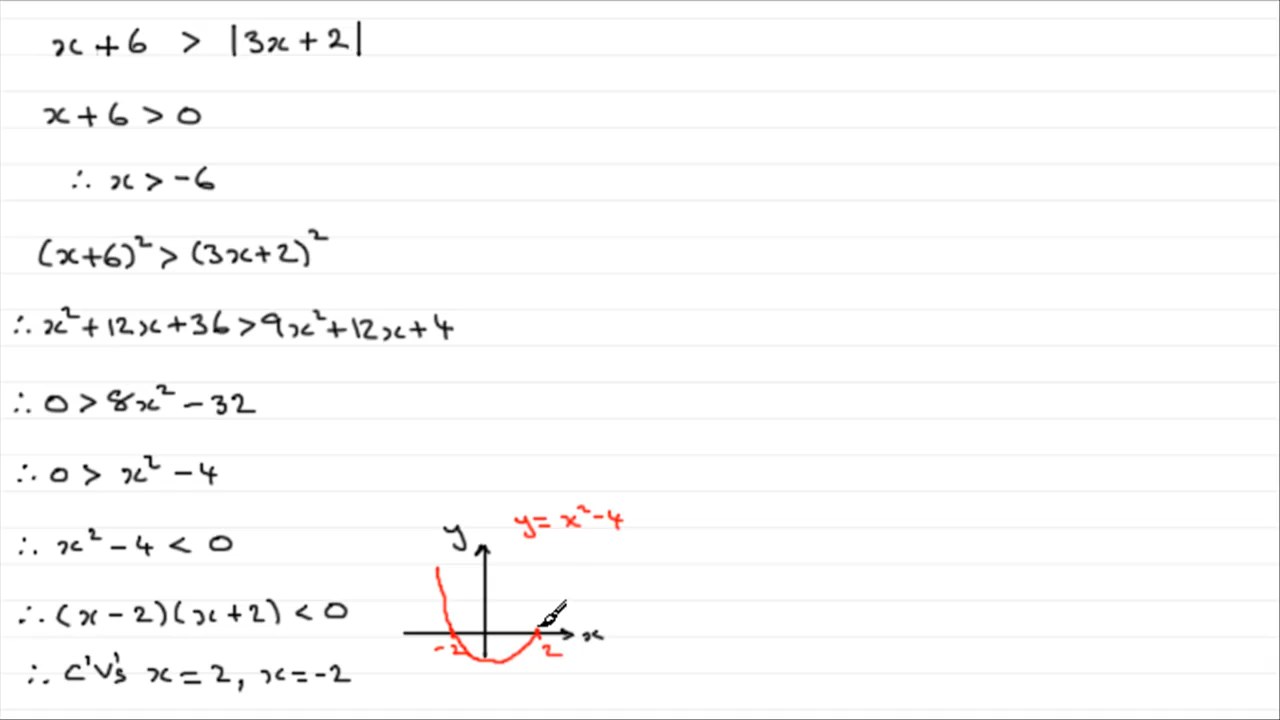 x + 6 > |3x + 2|
x + 6 > 0
∴ x > -6
(x+6)² > (3x+2)²
∴ x² + 12x + 36 > 9x² + 12x + 4
∴ 0 > 8x² - 32
∴ 0 > x² - 4
∴ x² - 4 < 0
∴ (x - 2)(x + 2) < 0
∴ C'V's x = 2, x = -2
y = x² - 4
y
x
-2
2